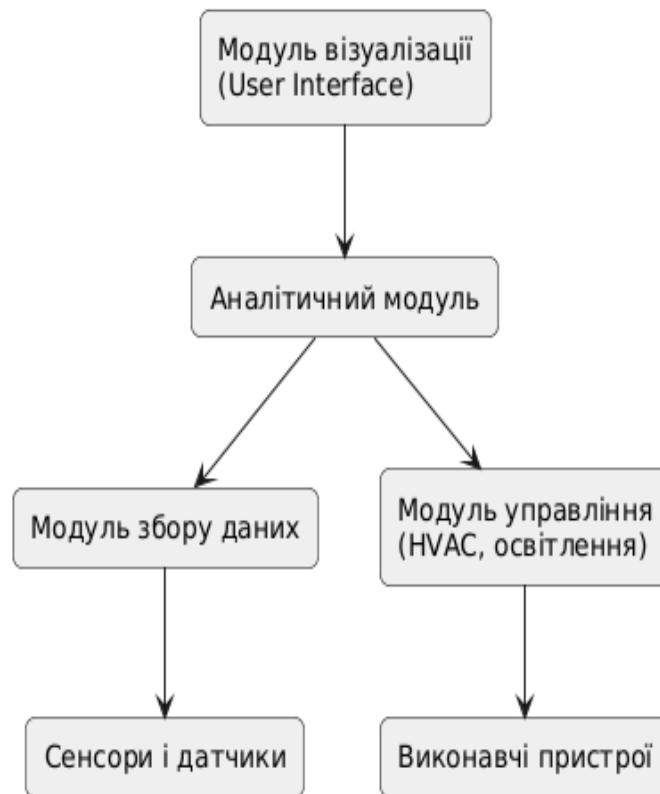 Модуль візуалізації
(User Interface)
Аналітичний модуль
Модуль збору даних
Модуль управління
(HVAC, освітлення)
Сенсори і датчики
Виконавчі пристрої